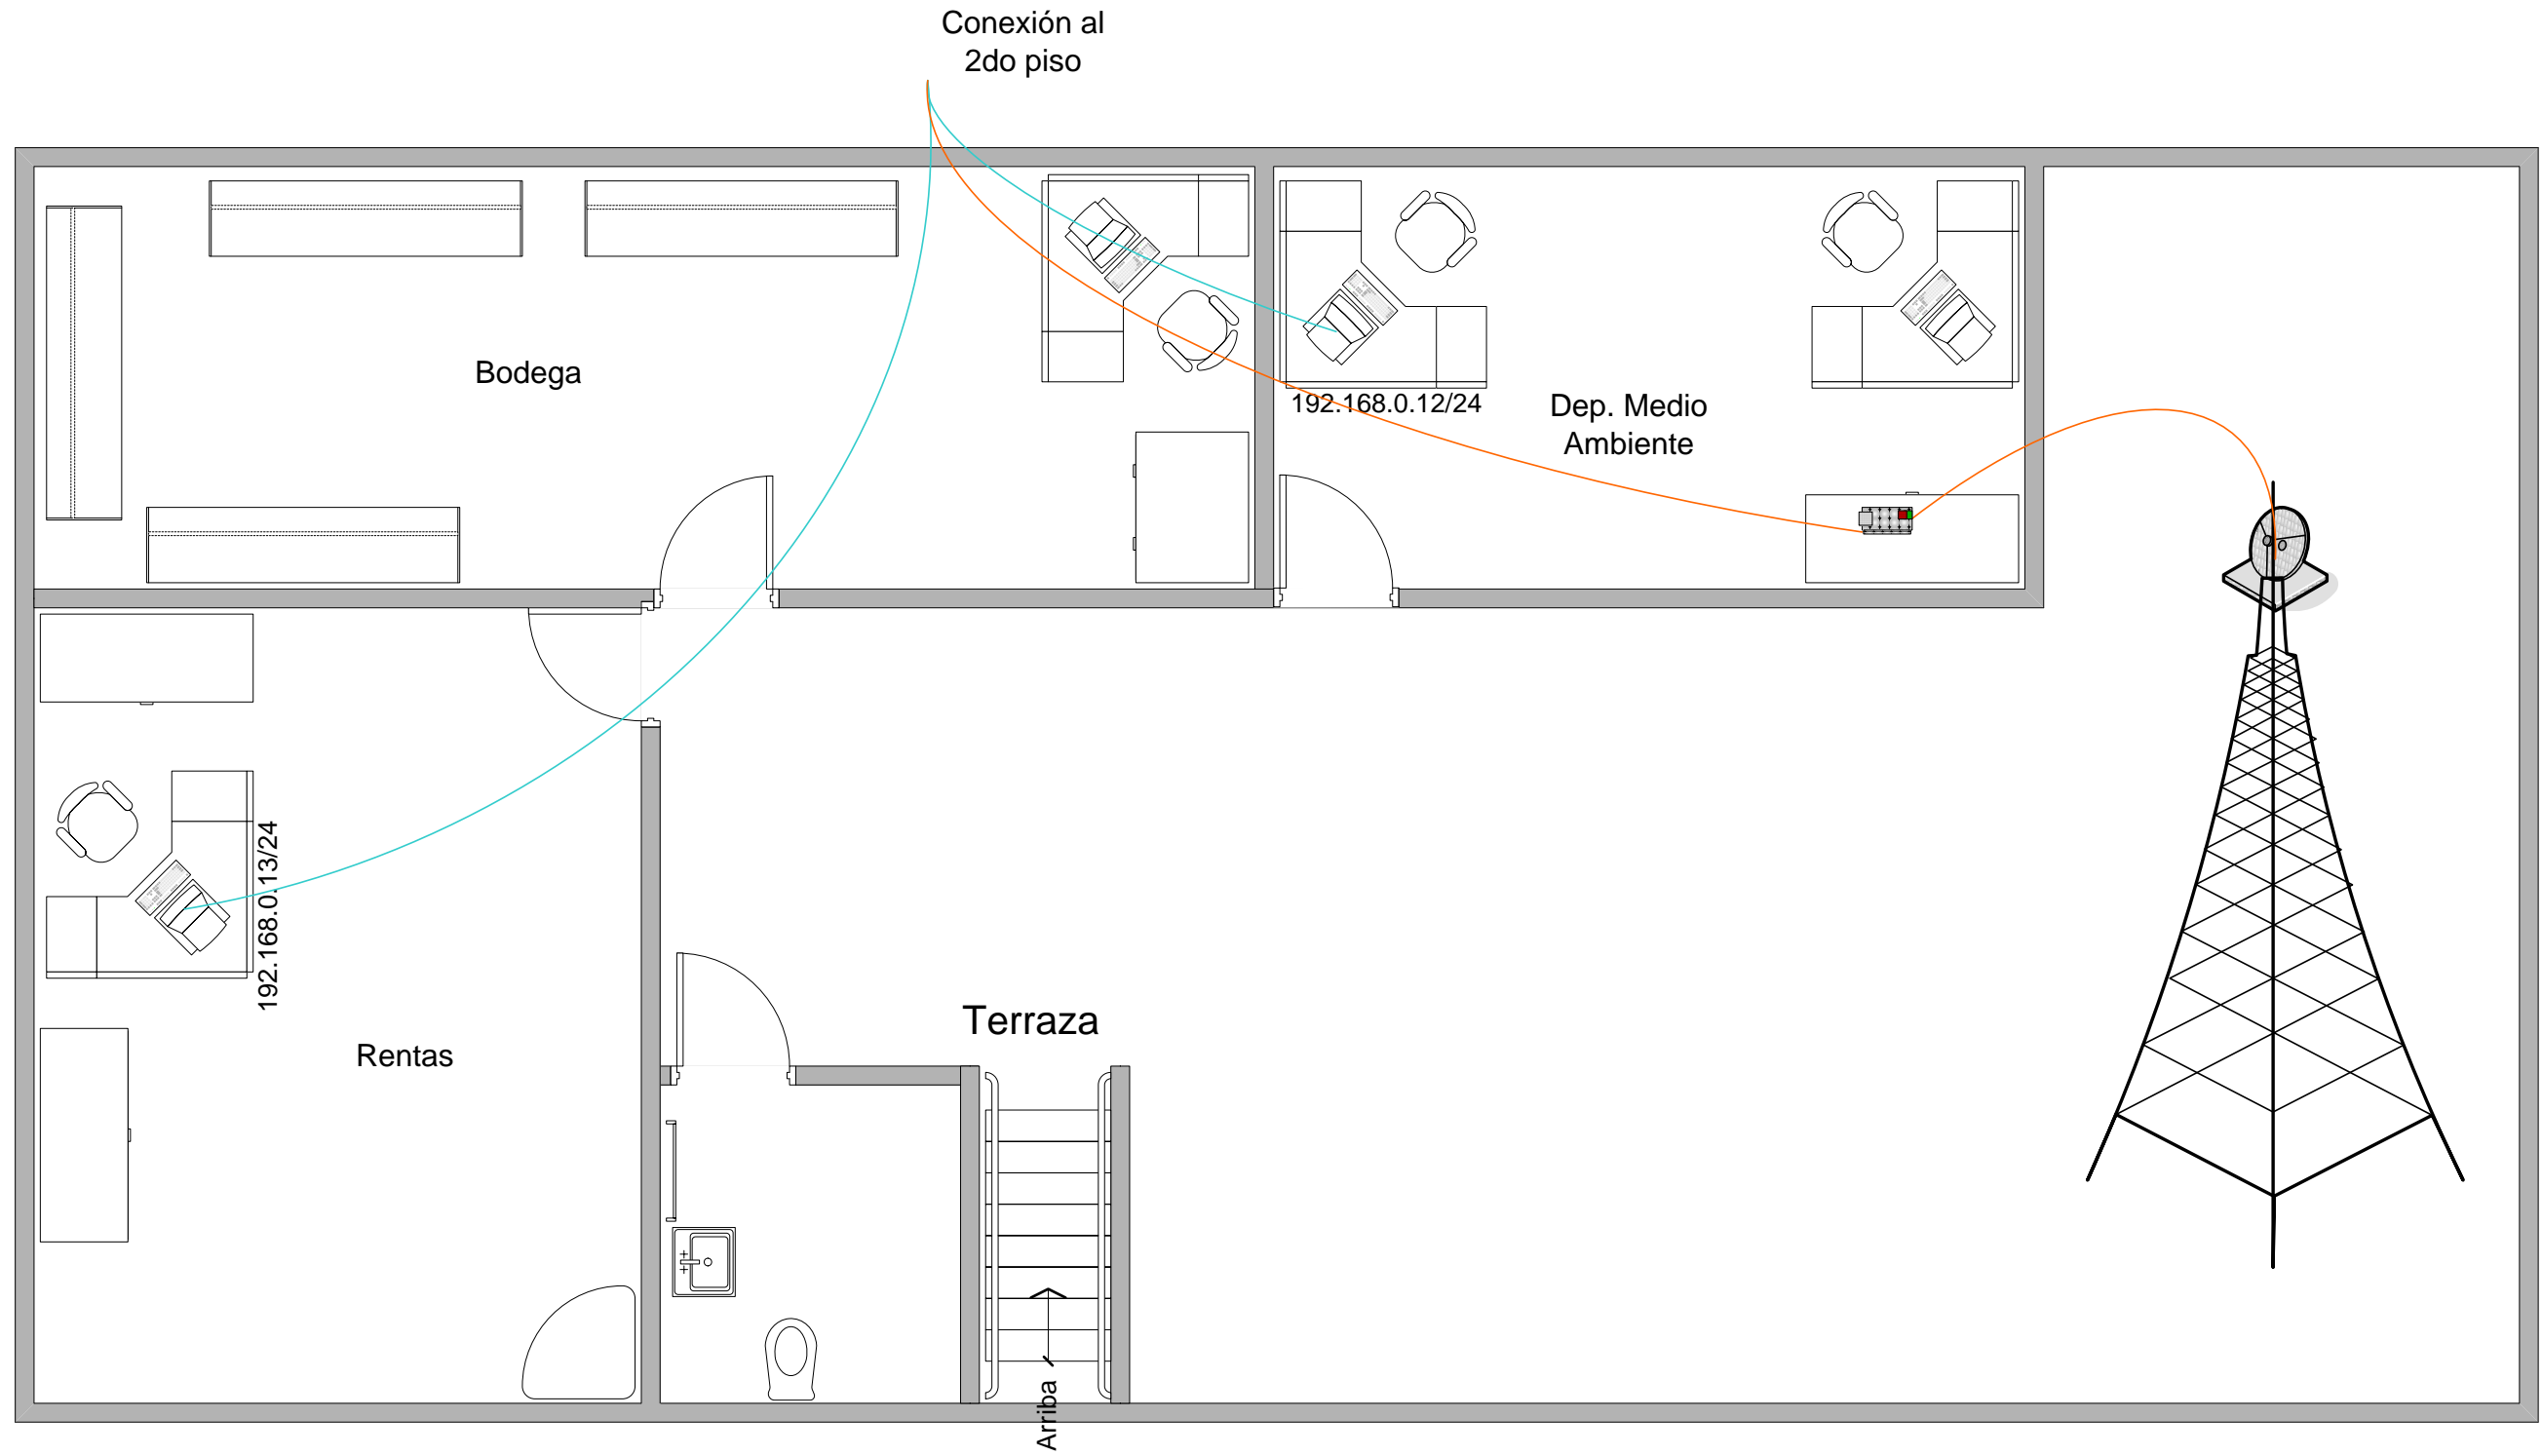 Conexión al
2do piso
Bodega
192.168.0.12/24
Dep. Medio
Ambiente
192.168.0.13/24
Rentas
Terraza
Arriba